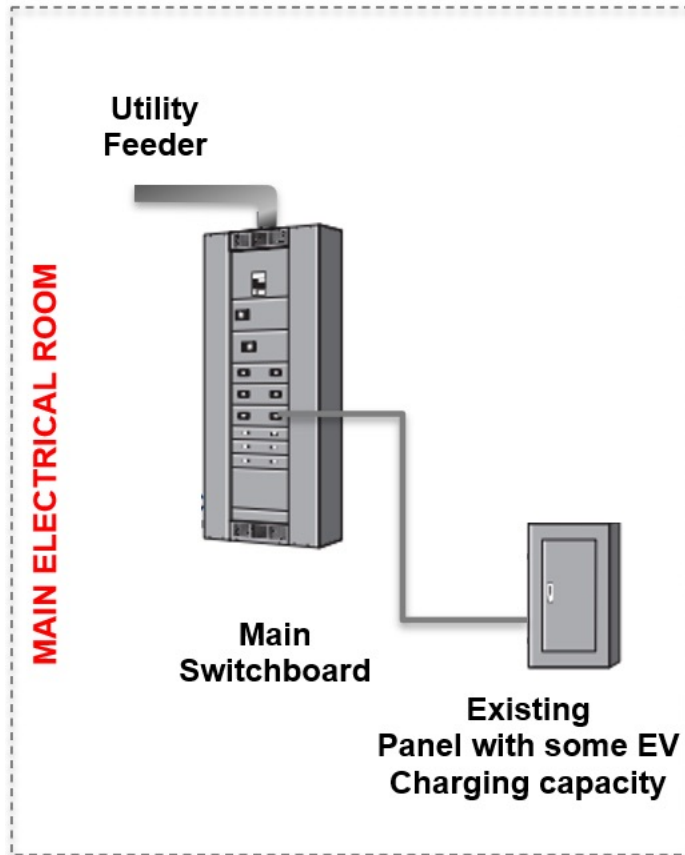 Utility
Feeder
MAIN ELECTRICAL ROOM
Main
Switchboard
Existing
Panel with some EV
Charging capacity